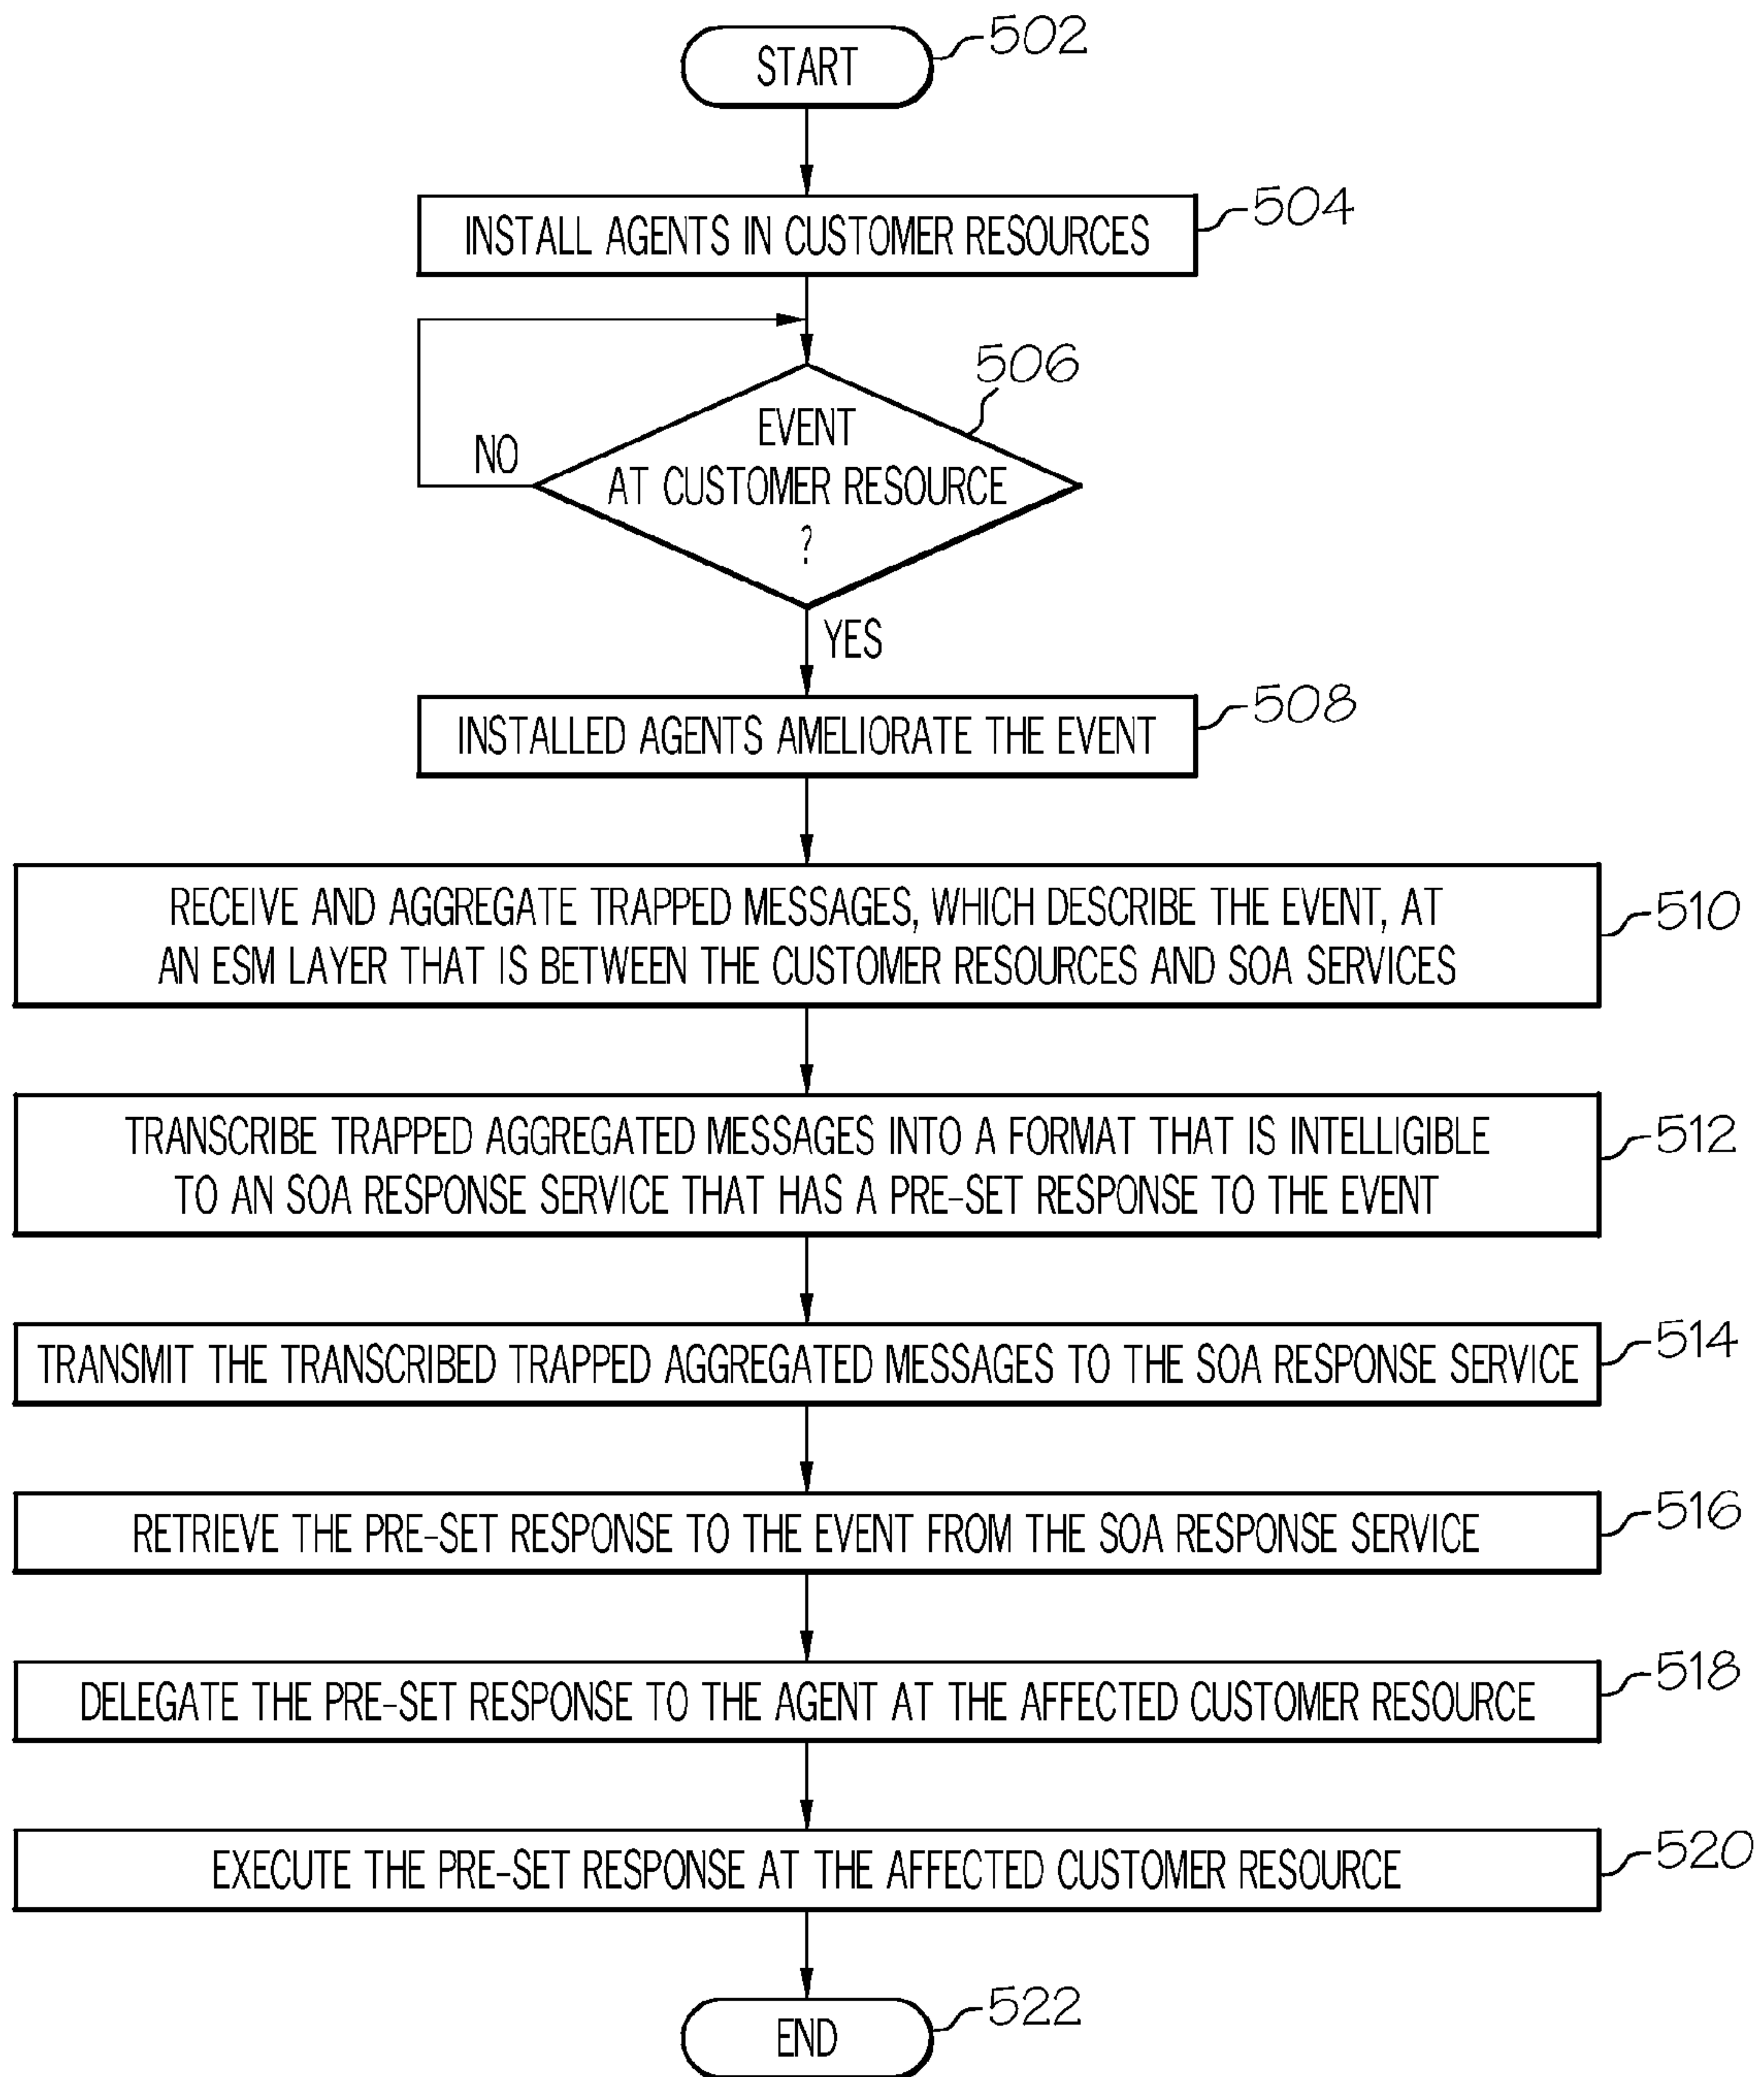 START
502
INSTALL AGENTS IN CUSTOMER RESOURCES
504
506
EVENT
AT CUSTOMER RESOURCE
?
NO
YES
INSTALLED AGENTS AMELIORATE THE EVENT
508
RECEIVE AND AGGREGATE TRAPPED MESSAGES, WHICH DESCRIBE THE EVENT, AT
AN ESM LAYER THAT IS BETWEEN THE CUSTOMER RESOURCES AND SOA SERVICES
510
TRANSCRIBE TRAPPED AGGREGATED MESSAGES INTO A FORMAT THAT IS INTELLIGIBLE
TO AN SOA RESPONSE SERVICE THAT HAS A PRE-SET RESPONSE TO THE EVENT
512
TRANSMIT THE TRANSCRIBED TRAPPED AGGREGATED MESSAGES TO THE SOA RESPONSE SERVICE
514
RETRIEVE THE PRE-SET RESPONSE TO THE EVENT FROM THE SOA RESPONSE SERVICE
516
DELEGATE THE PRE-SET RESPONSE TO THE AGENT AT THE AFFECTED CUSTOMER RESOURCE
518
EXECUTE THE PRE-SET RESPONSE AT THE AFFECTED CUSTOMER RESOURCE
520
END
522